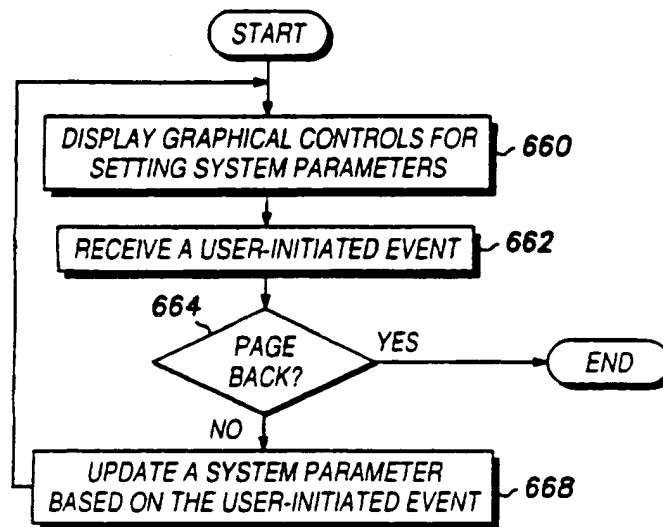 START
DISPLAY GRAPHICAL CONTROLS FOR
SETTING SYSTEM PARAMETERS
660
RECEIVE A USER-INITIATED EVENT
662
664
PAGE
BACK?
YES
END
NO
UPDATE A SYSTEM PARAMETER
BASED ON THE USER-INITIATED EVENT
668